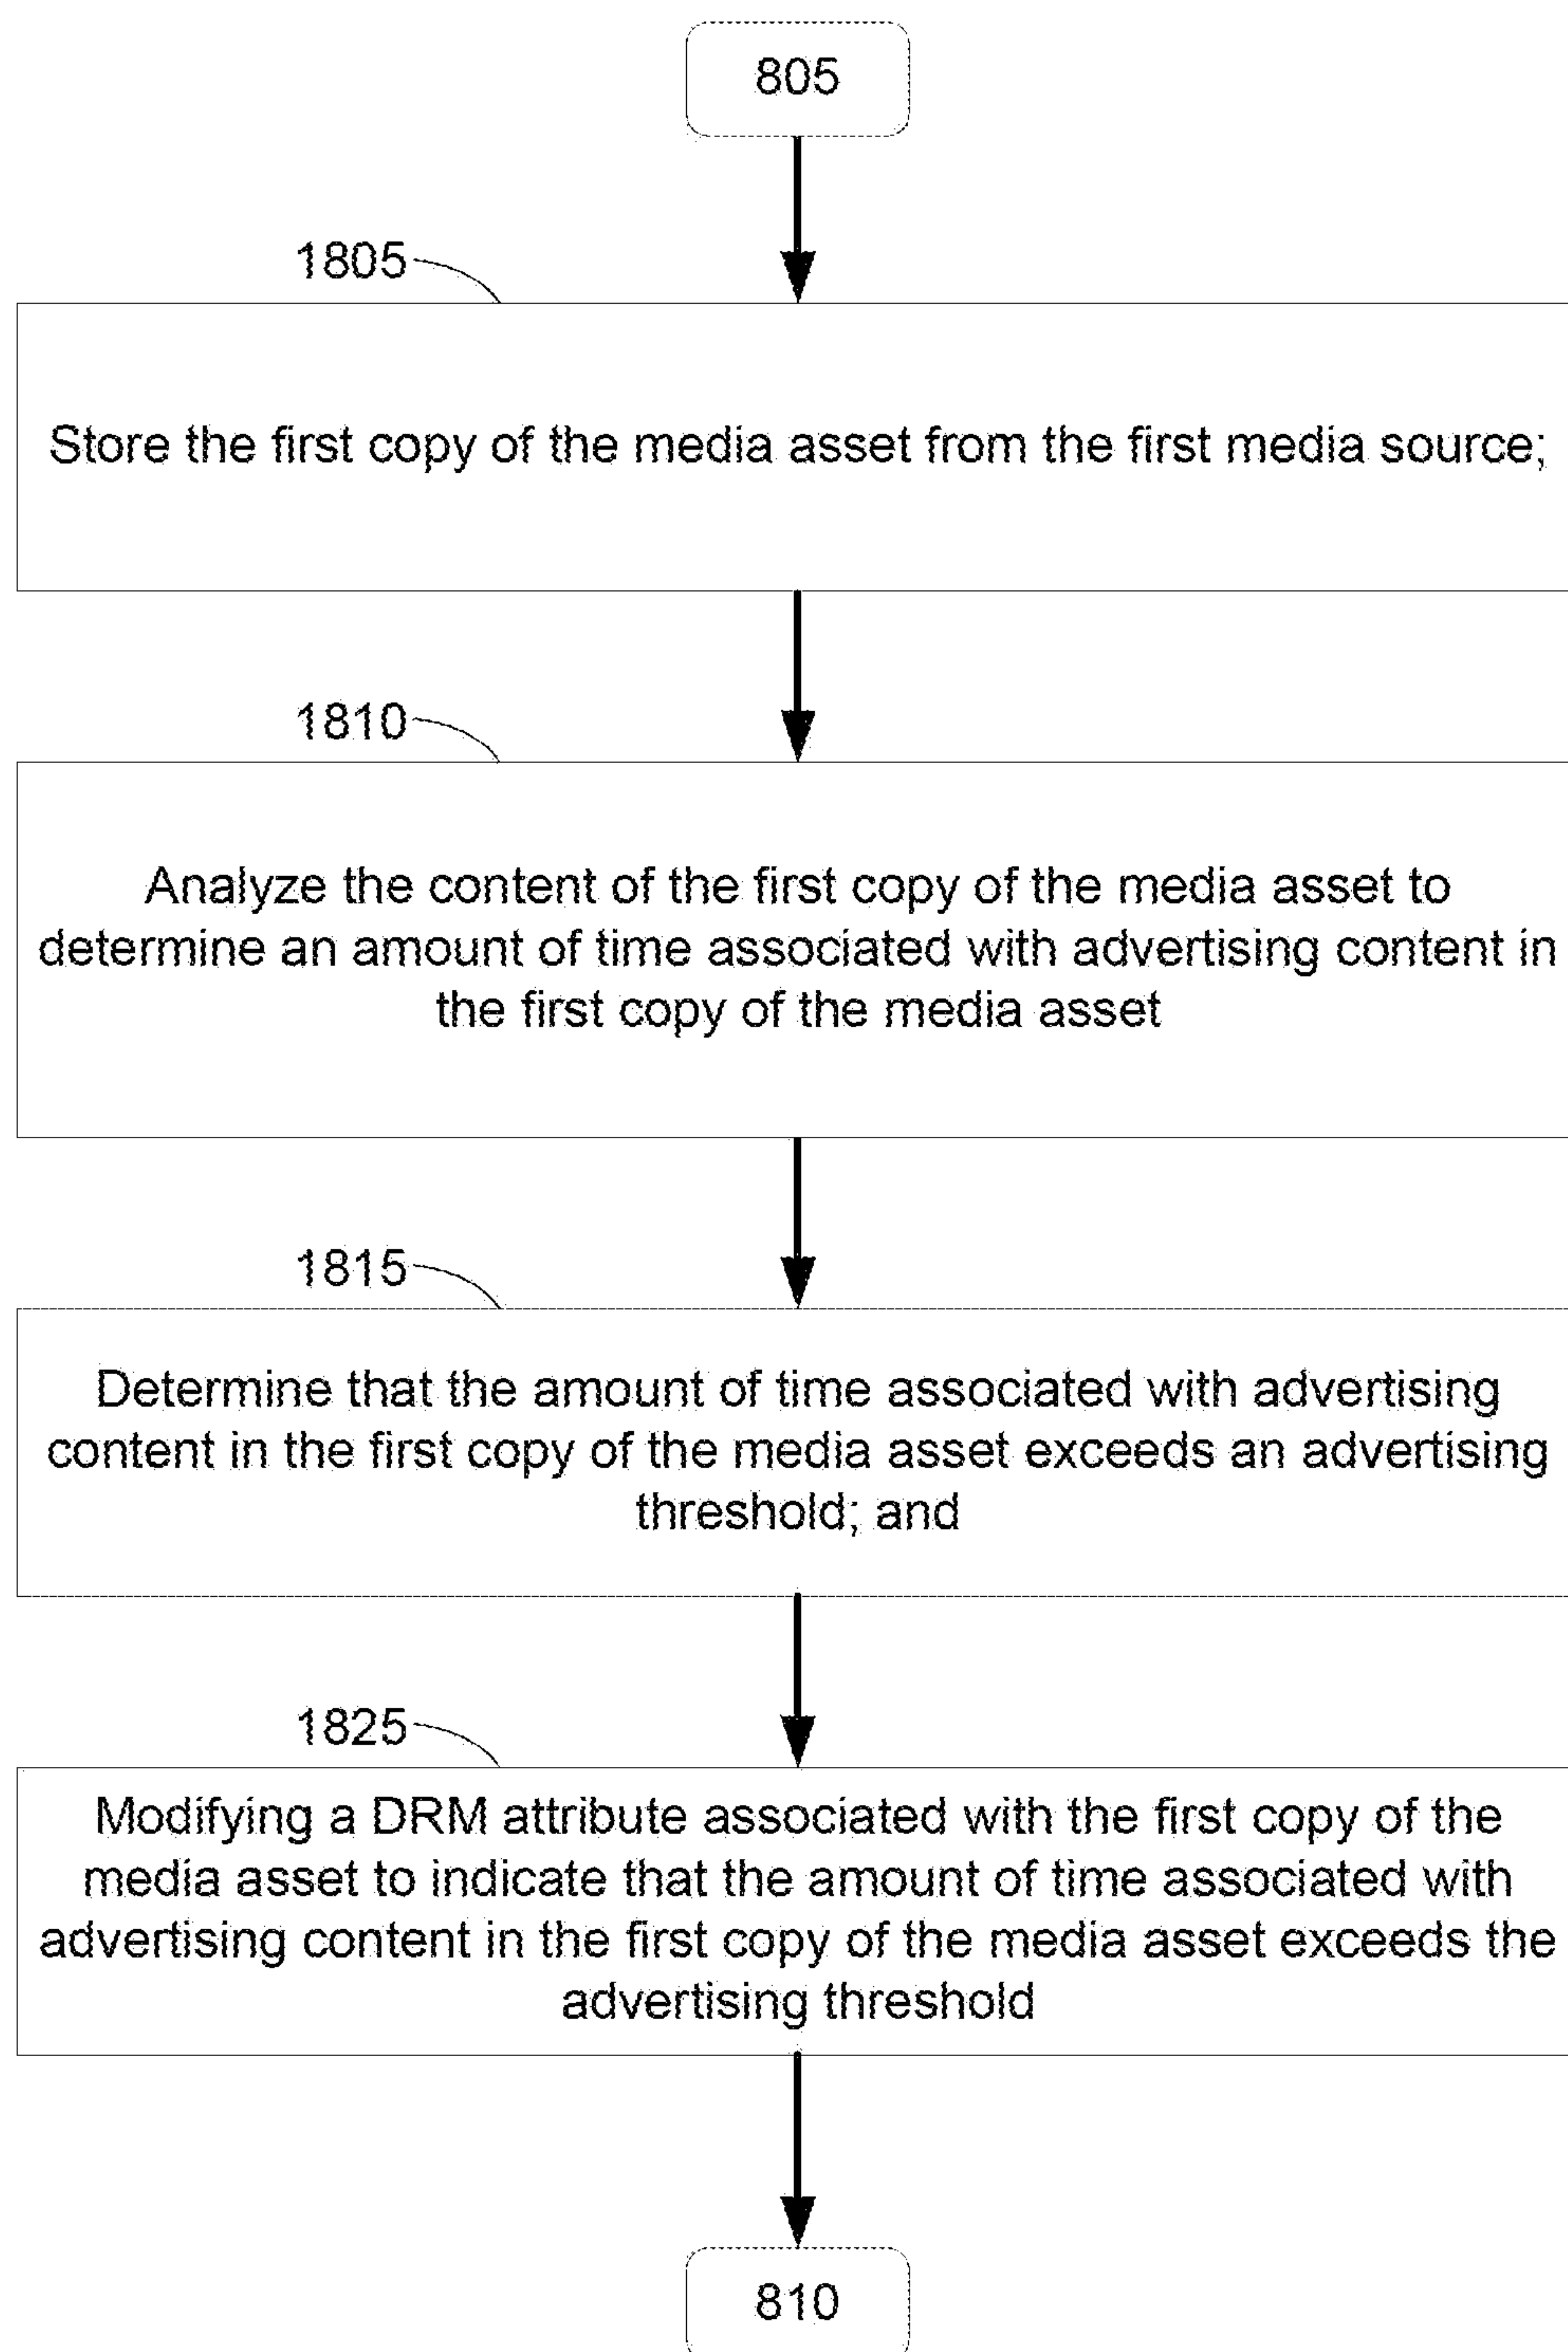 805
1805
Store the first copy of the media asset from the first media source;
1810
Analyze the content of the first copy of the media asset to
determine an amount of time associated with advertising content in
the first copy of the media asset
1815
Determine that the amount of time associated with advertising
content in the first copy of the media asset exceeds an advertising
threshold; and
1825
Modifying a DRM attribute associated with the first copy of the
media asset to indicate that the amount of time associated with
advertising content in the first copy of the media asset exceeds the
advertising threshold
810